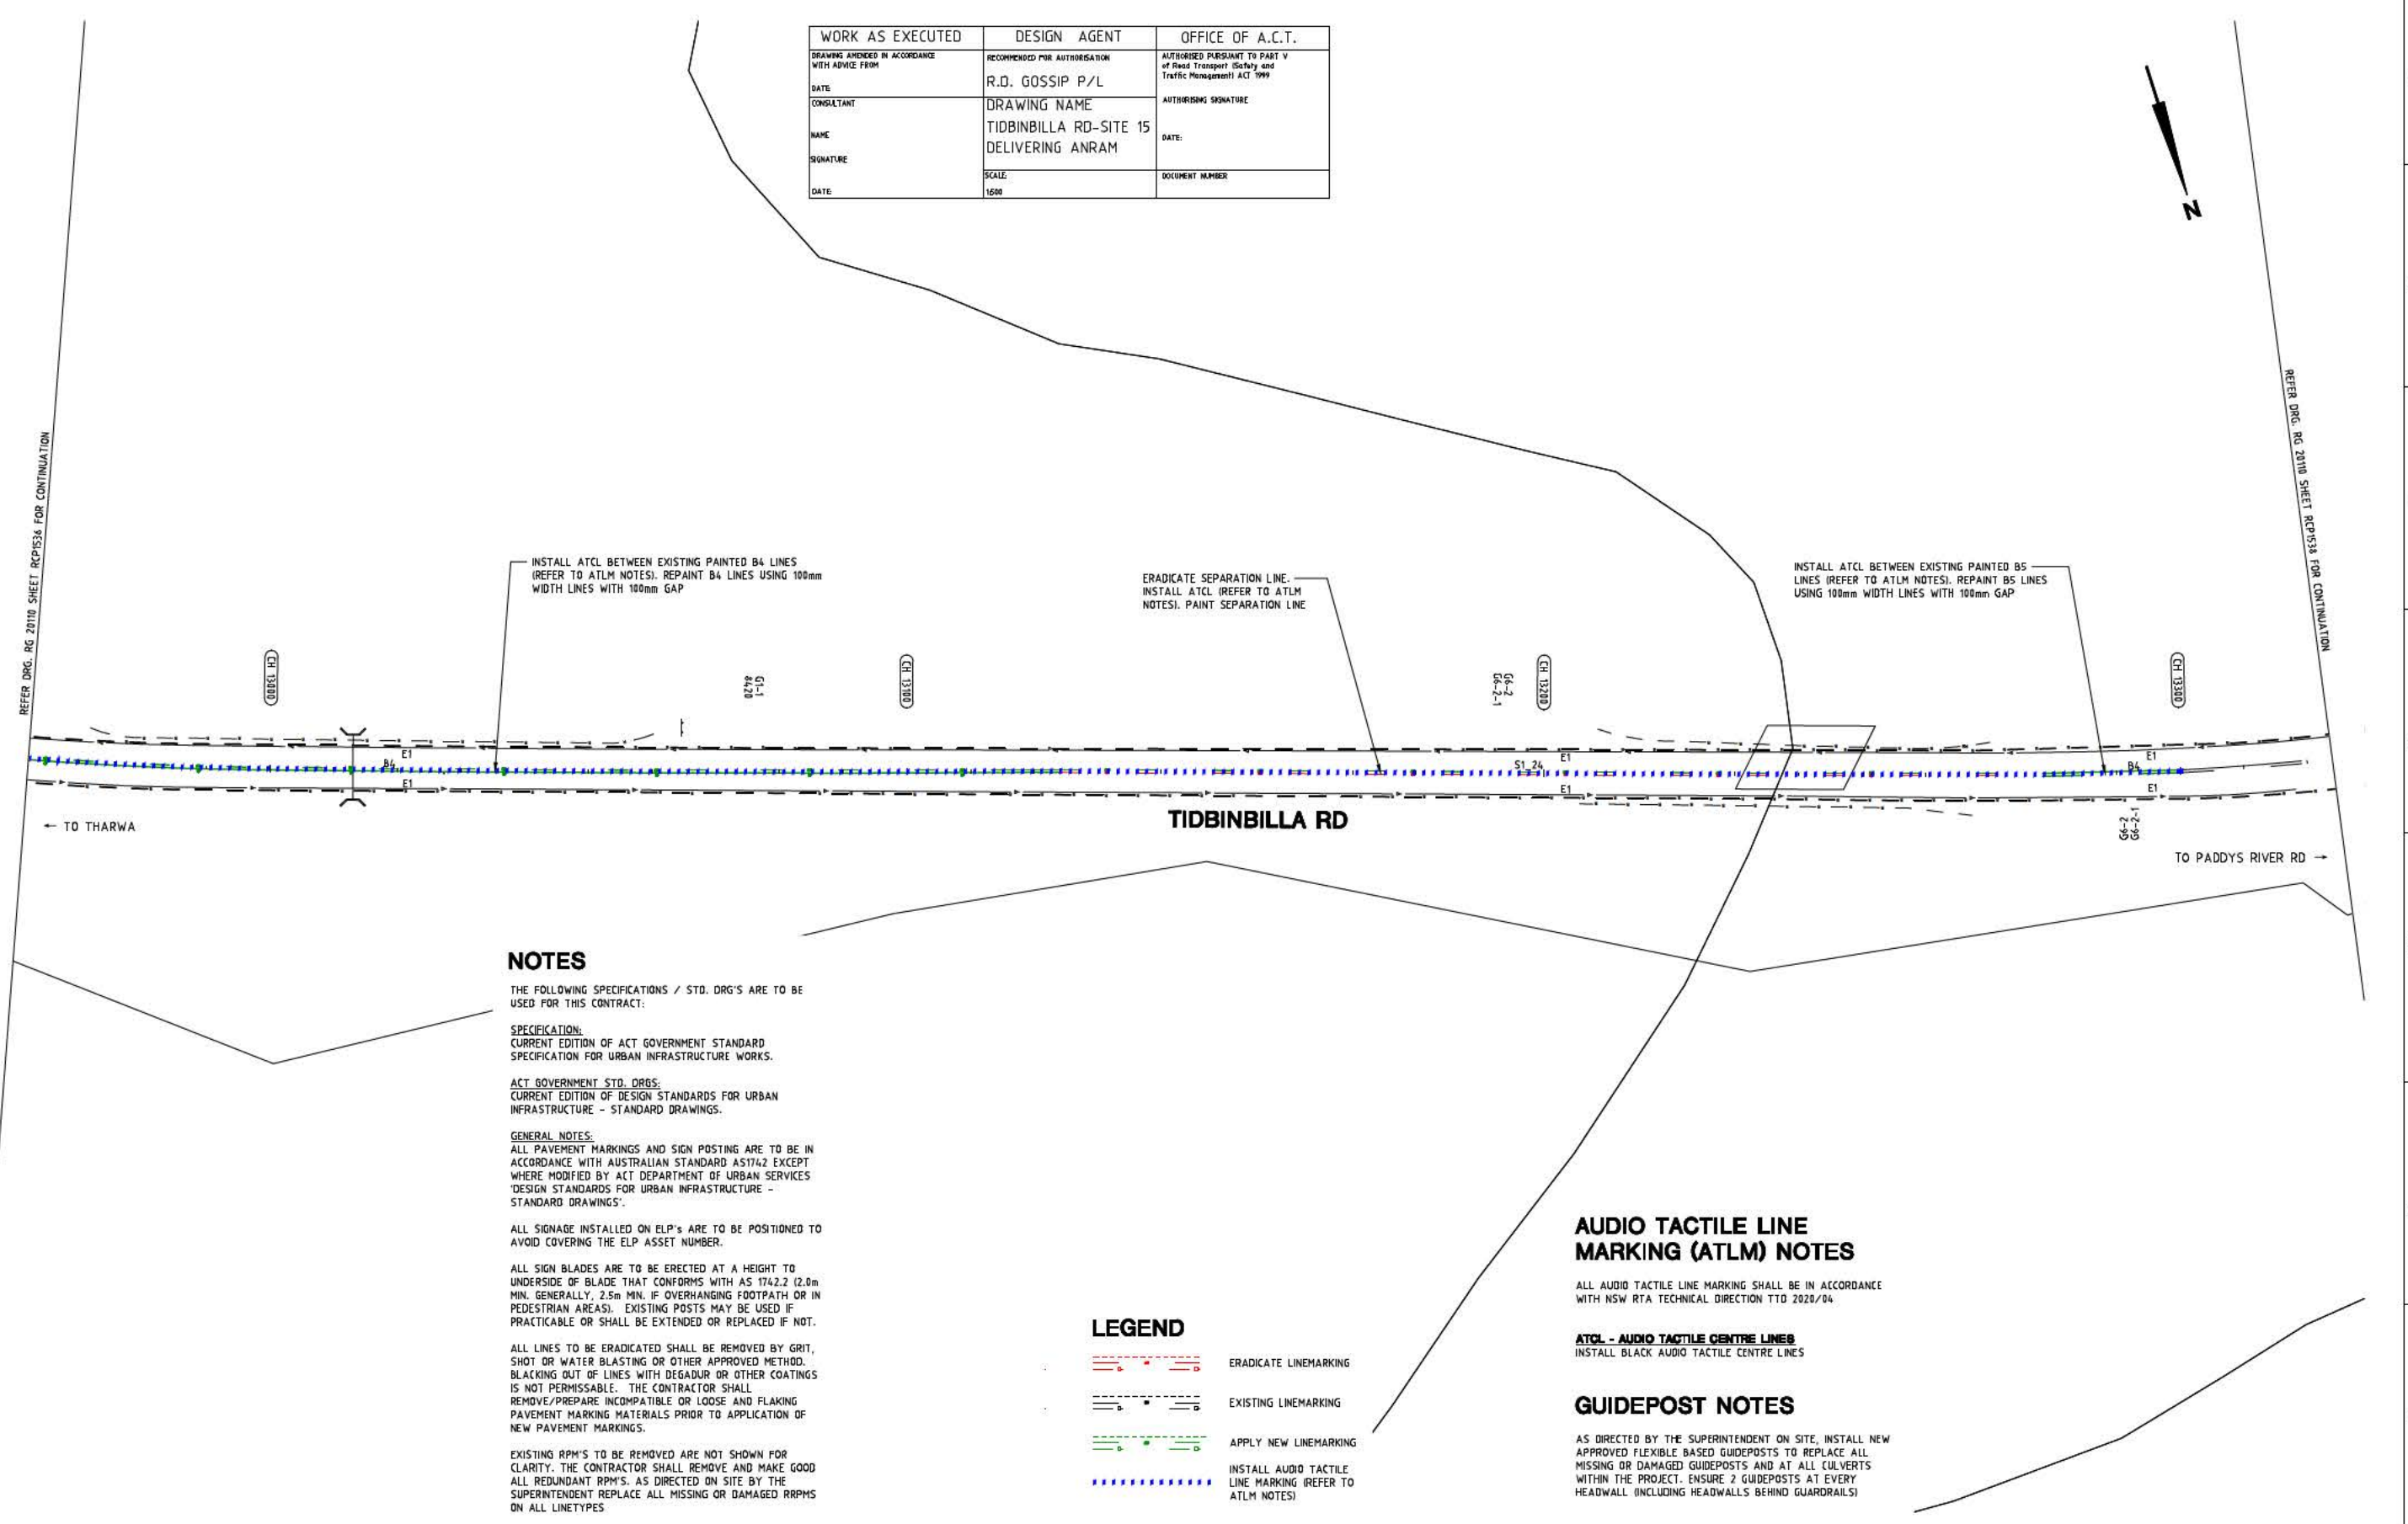 WORK AS EXECUTED
DRAWING AMENDED IN ACCORDANCE
WITH ADVICE FROM
DATE:
CONSULTANT
NAME
SIGNATURE
DATE:
DESIGN AGENT
RECOMMENDED FOR AUTHORISATION
R.D. GOSSIP P/L
DRAWING NAME
TIDBINBILLA RD-SITE 15
DELIVERING ANRAM
SCALE:
1:500
OFFICE OF A.C.T.
AUTHORISED PURSUANT TO PART V
of Road Transport (Safety and
Traffic Management) ACT 1999
AUTHORISING SIGNATURE
DATE:
DOCUMENT NUMBER
N
REFER DRG. RG 20110 SHEET RCP1536 FOR CONTINUATION
REFER DRG. RG 20110 SHEET RCP1538 FOR CONTINUATION
INSTALL ATCL BETWEEN EXISTING PAINTED B4 LINES
(REFER TO ATLM NOTES). REPAINT B4 LINES USING 100mm
WIDTH LINES WITH 100mm GAP
ERADICATE SEPARATION LINE.
INSTALL ATCL (REFER TO ATLM
NOTES). PAINT SEPARATION LINE
INSTALL ATCL BETWEEN EXISTING PAINTED B5
LINES (REFER TO ATLM NOTES). REPAINT B5 LINES
USING 100mm WIDTH LINES WITH 100mm GAP
CH 13000
G1-1
8420
CH 13100
G6-2
G6-2-1
CH 13200
CH 13300
E1
B4
E1
S1_24
E1
E1
E1
B4
E1
TIDBINBILLA RD
← TO THARWA
G6-2
G6-2-1
TO PADDYS RIVER RD →
NOTES
THE FOLLOWING SPECIFICATIONS / STD. DRG'S ARE TO BE
USED FOR THIS CONTRACT:
SPECIFICATION:
CURRENT EDITION OF ACT GOVERNMENT STANDARD
SPECIFICATION FOR URBAN INFRASTRUCTURE WORKS.
ACT GOVERNMENT STD. DRGS:
CURRENT EDITION OF DESIGN STANDARDS FOR URBAN
INFRASTRUCTURE - STANDARD DRAWINGS.
GENERAL NOTES:
ALL PAVEMENT MARKINGS AND SIGN POSTING ARE TO BE IN
ACCORDANCE WITH AUSTRALIAN STANDARD AS1742 EXCEPT
WHERE MODIFIED BY ACT DEPARTMENT OF URBAN SERVICES
'DESIGN STANDARDS FOR URBAN INFRASTRUCTURE -
STANDARD DRAWINGS'.
ALL SIGNAGE INSTALLED ON ELP's ARE TO BE POSITIONED TO
AVOID COVERING THE ELP ASSET NUMBER.
ALL SIGN BLADES ARE TO BE ERECTED AT A HEIGHT TO
UNDERSIDE OF BLADE THAT CONFORMS WITH AS 1742.2 (2.0m
MIN. GENERALLY, 2.5m MIN. IF OVERHANGING FOOTPATH OR IN
PEDESTRIAN AREAS). EXISTING POSTS MAY BE USED IF
PRACTICABLE OR SHALL BE EXTENDED OR REPLACED IF NOT.
ALL LINES TO BE ERADICATED SHALL BE REMOVED BY GRIT,
SHOT OR WATER BLASTING OR OTHER APPROVED METHOD.
BLACKING OUT OF LINES WITH DEGADUR OR OTHER COATINGS
IS NOT PERMISSABLE. THE CONTRACTOR SHALL
REMOVE/PREPARE INCOMPATIBLE OR LOOSE AND FLAKING
PAVEMENT MARKING MATERIALS PRIOR TO APPLICATION OF
NEW PAVEMENT MARKINGS.
EXISTING RPM'S TO BE REMOVED ARE NOT SHOWN FOR
CLARITY. THE CONTRACTOR SHALL REMOVE AND MAKE GOOD
ALL REDUNDANT RPM'S. AS DIRECTED ON SITE BY THE
SUPERINTENDENT REPLACE ALL MISSING OR DAMAGED RRPMS
ON ALL LINETYPES
LEGEND
ERADICATE LINEMARKING
EXISTING LINEMARKING
APPLY NEW LINEMARKING
INSTALL AUDIO TACTILE
LINE MARKING (REFER TO
ATLM NOTES)
AUDIO TACTILE LINE
MARKING (ATLM) NOTES
ALL AUDIO TACTILE LINE MARKING SHALL BE IN ACCORDANCE
WITH NSW RTA TECHNICAL DIRECTION TTD 2020/04
ATCL - AUDIO TACTILE CENTRE LINES
INSTALL BLACK AUDIO TACTILE CENTRE LINES
GUIDEPOST NOTES
AS DIRECTED BY THE SUPERINTENDENT ON SITE, INSTALL NEW
APPROVED FLEXIBLE BASED GUIDEPOSTS TO REPLACE ALL
MISSING OR DAMAGED GUIDEPOSTS AND AT ALL CULVERTS
WITHIN THE PROJECT. ENSURE 2 GUIDEPOSTS AT EVERY
HEADWALL (INCLUDING HEADWALLS BEHIND GUARDRAILS)